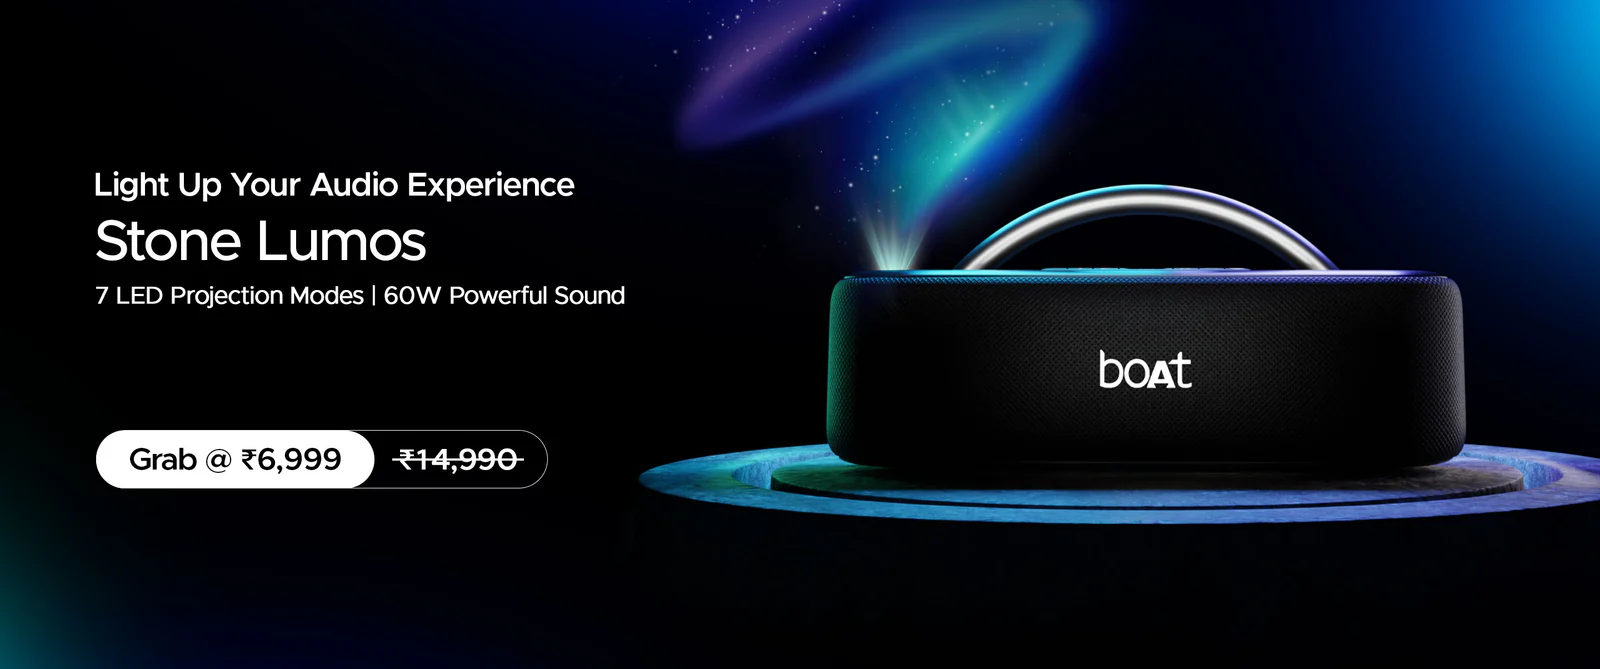 Light Up Your Audio Experience
Stone Lumos
7 LED Projection Modes | 60W Powerful Sound
Grab @ ₹6,999 ₹14,990
boAt